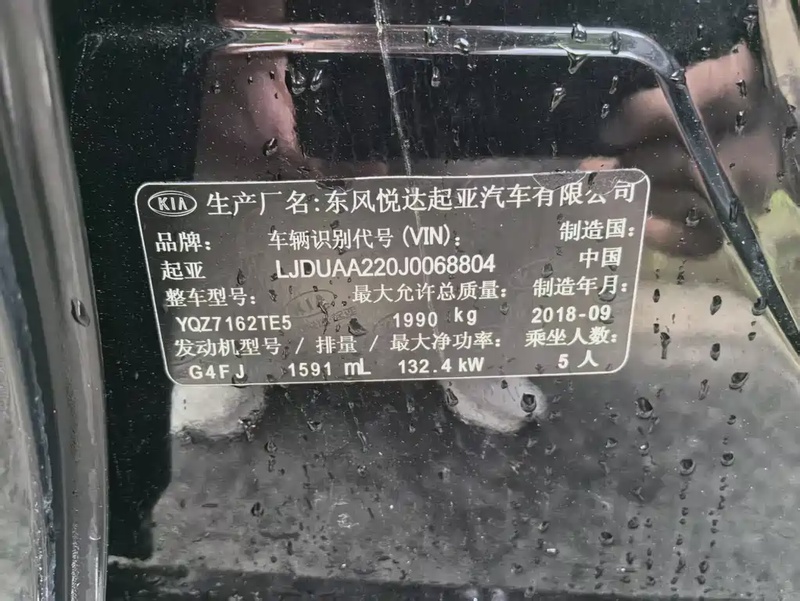 KIA 生产厂名:东风悦达起亚汽车有限公司
品牌: 车辆识别代号(VIN): 制造国:
起亚 LJDUAA220J0068804 中国
整车型号: 最大允许总质量: 制造年月:
YQZ7162TE5 1990 kg 2018-09
发动机型号 / 排量 / 最大净功率: 乘坐人数:
G4FJ 1591 mL 132.4 kW 5 人